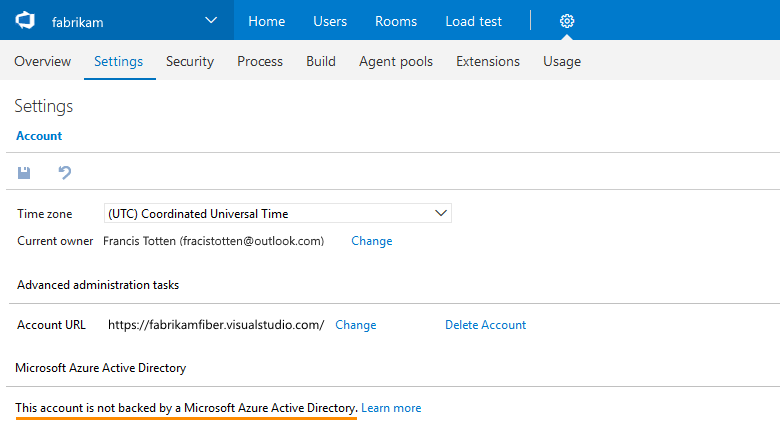 fabrikam Home Users Rooms Load test
Overview Settings Security Process Build Agent pools Extensions Usage
Settings
Account
Time zone (UTC) Coordinated Universal Time
Current owner Francis Totten (fracistotten@outlook.com) Change
Advanced administration tasks
Account URL https://fabrikamfiber.visualstudio.com/ Change Delete Account
Microsoft Azure Active Directory
This account is not backed by a Microsoft Azure Active Directory. Learn more